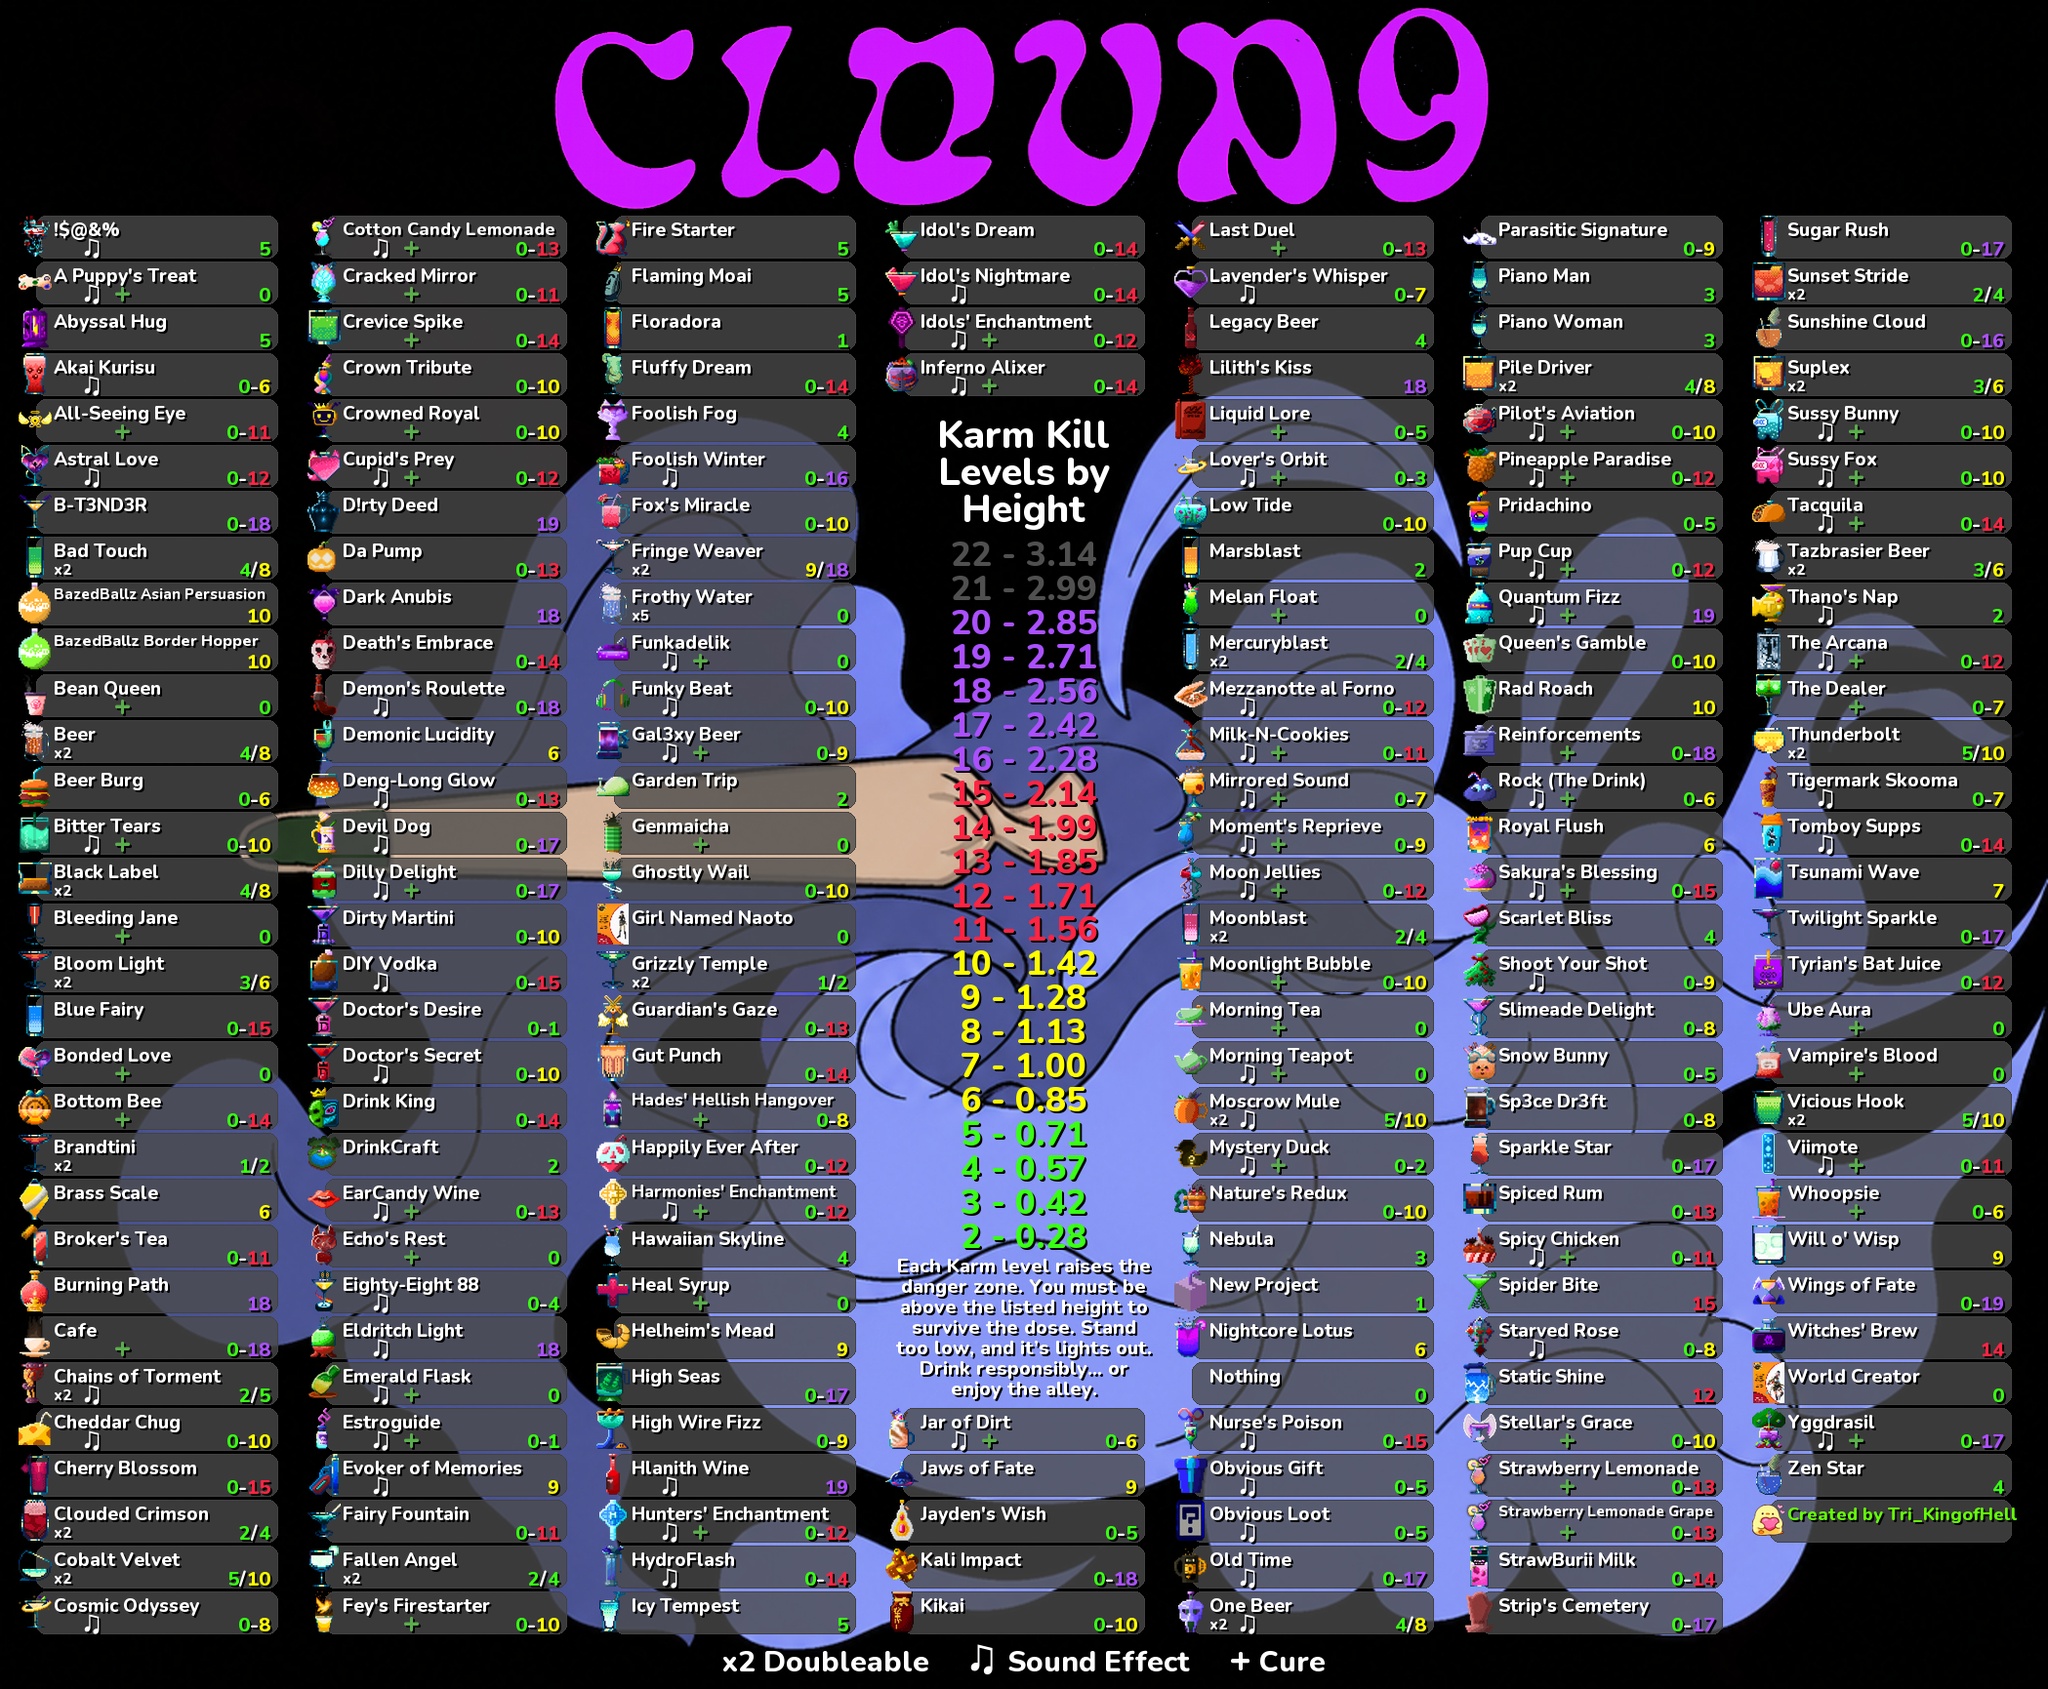 CLOUD9
!$@&%
♫ 5
A Puppy's Treat
♫ + 0
Abyssal Hug
5
Akai Kurisu
♫ 0-6
All-Seeing Eye
+ 0-11
Astral Love
♫ 0-12
B-T3ND3R
0-18
Bad Touch
x2 4/8
BazedBallz Asian Persuasion
10
BazedBallz Border Hopper
10
Bean Queen
+ 0
Beer
x2 4/8
Beer Burg
0-6
Bitter Tears
♫ + 0-10
Black Label
x2 4/8
Bleeding Jane
+ 0
Bloom Light
x2 3/6
Blue Fairy
0-15
Bonded Love
+ 0
Bottom Bee
+ 0-14
Brandtini
x2 1/2
Brass Scale
6
Broker's Tea
0-11
Burning Path
18
Cafe
+ 0-18
Chains of Torment
x2 ♫ 2/5
Cheddar Chug
♫ 0-10
Cherry Blossom
0-15
Clouded Crimson
x2 2/4
Cobalt Velvet
x2 5/10
Cosmic Odyssey
♫ 0-8
Cotton Candy Lemonade
♫ + 0-13
Cracked Mirror
+ 0-11
Crevice Spike
+ 0-14
Crown Tribute
0-10
Crowned Royal
+ 0-10
Cupid's Prey
♫ + 0-12
D!rty Deed
19
Da Pump
0-13
Dark Anubis
18
Death's Embrace
0-14
Demon's Roulette
♫ 0-18
Demonic Lucidity
6
Deng-Long Glow
♫ 0-13
Devil Dog
♫ 0-17
Dilly Delight
♫ + 0-17
Dirty Martini
0-10
DIY Vodka
♫ 0-15
Doctor's Desire
0-1
Doctor's Secret
♫ 0-10
Drink King
0-14
DrinkCraft
2
EarCandy Wine
♫ + 0-13
Echo's Rest
+ 0
Eighty-Eight 88
♫ 0-4
Eldritch Light
♫ 18
Emerald Flask
♫ + 0
Estroguide
♫ + 0-1
Evoker of Memories
♫ 9
Fairy Fountain
0-11
Fallen Angel
x2 2/4
Fey's Firestarter
+ 0-10
Fire Starter
5
Flaming Moai
5
Floradora
1
Fluffy Dream
0-14
Foolish Fog
4
Foolish Winter
♫ 0-16
Fox's Miracle
0-10
Fringe Weaver
x2 9/18
Frothy Water
x5 0
Funkadelik
♫ + 0
Funky Beat
♫ 0-10
Gal3xy Beer
♫ + 0-9
Garden Trip
2
Genmaicha
+ 0
Ghostly Wail
0-10
Girl Named Naoto
0
Grizzly Temple
x2 1/2
Guardian's Gaze
0-13
Gut Punch
0-14
Hades' Hellish Hangover
+ 0-8
Happily Ever After
0-12
Harmonies' Enchantment
♫ + 0-12
Hawaiian Skyline
4
Heal Syrup
+ 0
Helheim's Mead
9
High Seas
0-17
High Wire Fizz
0-9
Hlanith Wine
♫ 19
Hunters' Enchantment
♫ + 0-12
HydroFlash
♫ 0-14
Icy Tempest
5
Idol's Dream
0-14
Idol's Nightmare
♫ 0-14
Idols' Enchantment
♫ + 0-12
Inferno Alixer
♫ + 0-14
Karm Kill
Levels by
Height
22 - 3.14
21 - 2.99
20 - 2.85
19 - 2.71
18 - 2.56
17 - 2.42
16 - 2.28
15 - 2.14
14 - 1.99
13 - 1.85
12 - 1.71
11 - 1.56
10 - 1.42
9 - 1.28
8 - 1.13
7 - 1.00
6 - 0.85
5 - 0.71
4 - 0.57
3 - 0.42
2 - 0.28
Each Karm level raises the
danger zone. You must be
above the listed height to
survive the dose. Stand
too low, and it's lights out.
Drink responsibly... or
enjoy the alley.
Jar of Dirt
♫ + 0-6
Jaws of Fate
9
Jayden's Wish
0-5
Kali Impact
0-18
Kikai
0-10
Last Duel
+ 0-13
Lavender's Whisper
♫ 0-7
Legacy Beer
4
Lilith's Kiss
18
Liquid Lore
+ 0-5
Lover's Orbit
♫ + 0-3
Low Tide
0-10
Marsblast
2
Melan Float
+ 0
Mercuryblast
x2 2/4
Mezzanotte al Forno
♫ 0-12
Milk-N-Cookies
♫ + 0-11
Mirrored Sound
♫ + 0-7
Moment's Reprieve
♫ + 0-9
Moon Jellies
♫ + 0-12
Moonblast
x2 2/4
Moonlight Bubble
+ 0-10
Morning Tea
+ 0
Morning Teapot
♫ + 0
Moscrow Mule
x2 ♫ 5/10
Mystery Duck
♫ + 0-2
Nature's Redux
0-10
Nebula
3
New Project
1
Nightcore Lotus
6
Nothing
0
Nurse's Poison
♫ 0-15
Obvious Gift
♫ 0-5
Obvious Loot
♫ 0-5
Old Time
♫ 0-17
One Beer
x2 ♫ 4/8
Parasitic Signature
0-9
Piano Man
3
Piano Woman
3
Pile Driver
x2 4/8
Pilot's Aviation
♫ + 0-10
Pineapple Paradise
♫ + 0-12
Pridachino
0-5
Pup Cup
♫ + 0-12
Quantum Fizz
♫ + 19
Queen's Gamble
0-10
Rad Roach
10
Reinforcements
+ 0-18
Rock (The Drink)
♫ + 0-6
Royal Flush
6
Sakura's Blessing
♫ + 0-15
Scarlet Bliss
4
Shoot Your Shot
♫ 0-9
Slimeade Delight
0-8
Snow Bunny
0-5
Sp3ce Dr3ft
0-8
Sparkle Star
0-17
Spiced Rum
0-13
Spicy Chicken
♫ + 0-11
Spider Bite
15
Starved Rose
♫ 0-8
Static Shine
12
Stellar's Grace
+ 0-10
Strawberry Lemonade
+ 0-13
Strawberry Lemonade Grape
+ 0-13
StrawBurii Milk
0-14
Strip's Cemetery
0-17
Sugar Rush
0-17
Sunset Stride
x2 2/4
Sunshine Cloud
0-16
Suplex
x2 3/6
Sussy Bunny
♫ + 0-10
Sussy Fox
♫ + 0-10
Tacquila
♫ + 0-14
Tazbrasier Beer
x2 3/6
Thano's Nap
2
The Arcana
♫ + 0-12
The Dealer
+ 0-7
Thunderbolt
x2 5/10
Tigermark Skooma
♫ 0-7
Tomboy Supps
♫ 0-14
Tsunami Wave
7
Twilight Sparkle
0-17
Tyrian's Bat Juice
0-12
Ube Aura
+ 0
Vampire's Blood
+ 0
Vicious Hook
x2 5/10
Viimote
♫ + 0-11
Whoopsie
+ 0-6
Will o' Wisp
9
Wings of Fate
0-19
Witches' Brew
14
World Creator
0
Yggdrasil
♫ + 0-17
Zen Star
4
Created by Tri_KingofHell
x2 Doubleable ♫ Sound Effect + Cure